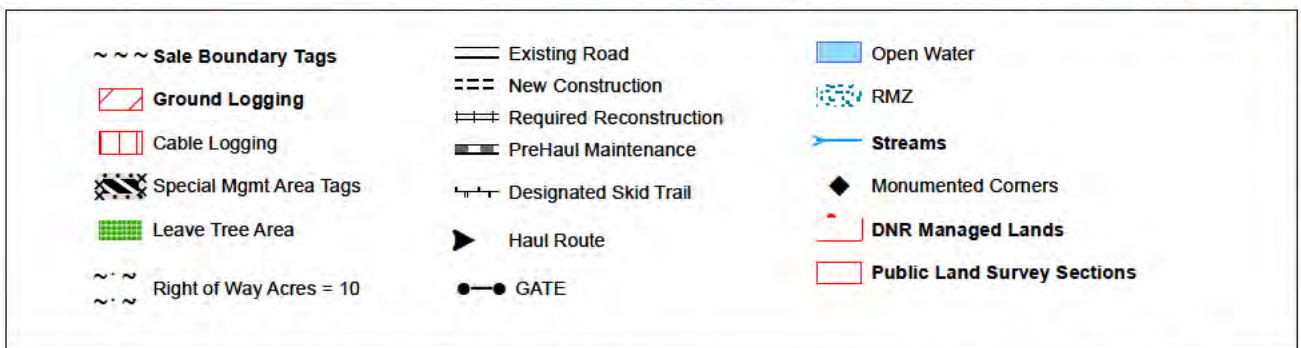 Sale Boundary Tags
Ground Logging
Cable Logging
Special Mgmt Area Tags
Leave Tree Area
Right of Way Acres = 10
Existing Road
New Construction
Required Reconstruction
PreHaul Maintenance
Designated Skid Trail
Haul Route
GATE
Open Water
RMZ
Streams
Monumented Corners
DNR Managed Lands
Public Land Survey Sections